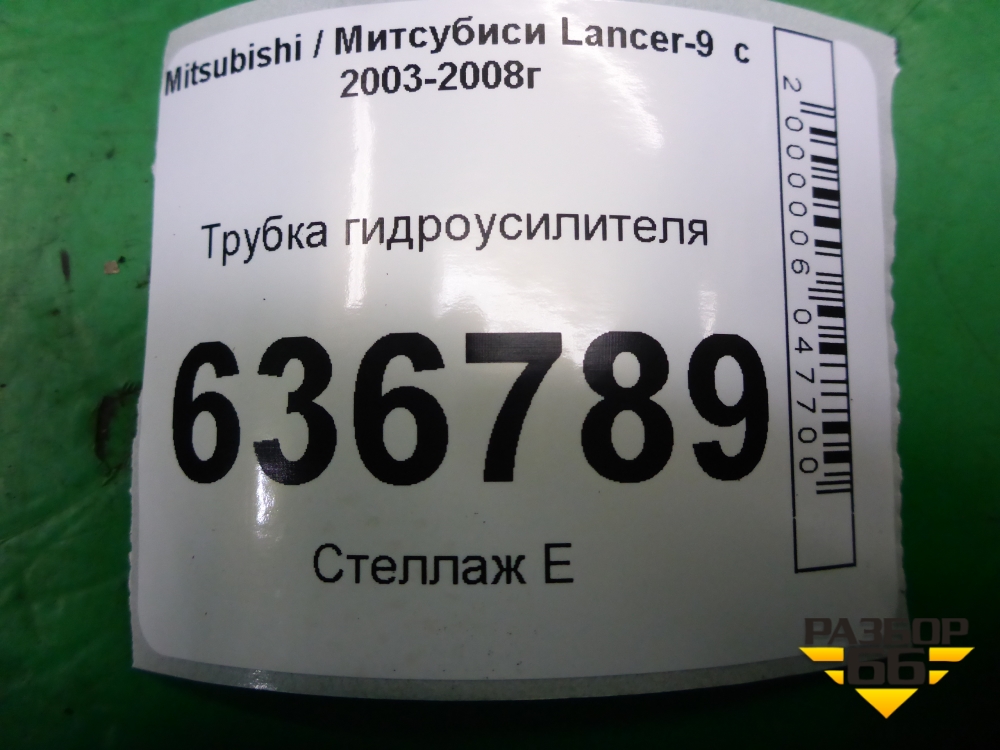 Mitsubishi / Митсубиси Lancer-9 с
2003-2008г
Трубка гидроусилителя
636789
Стеллаж Е
2000006047700
РАЗБОР
66